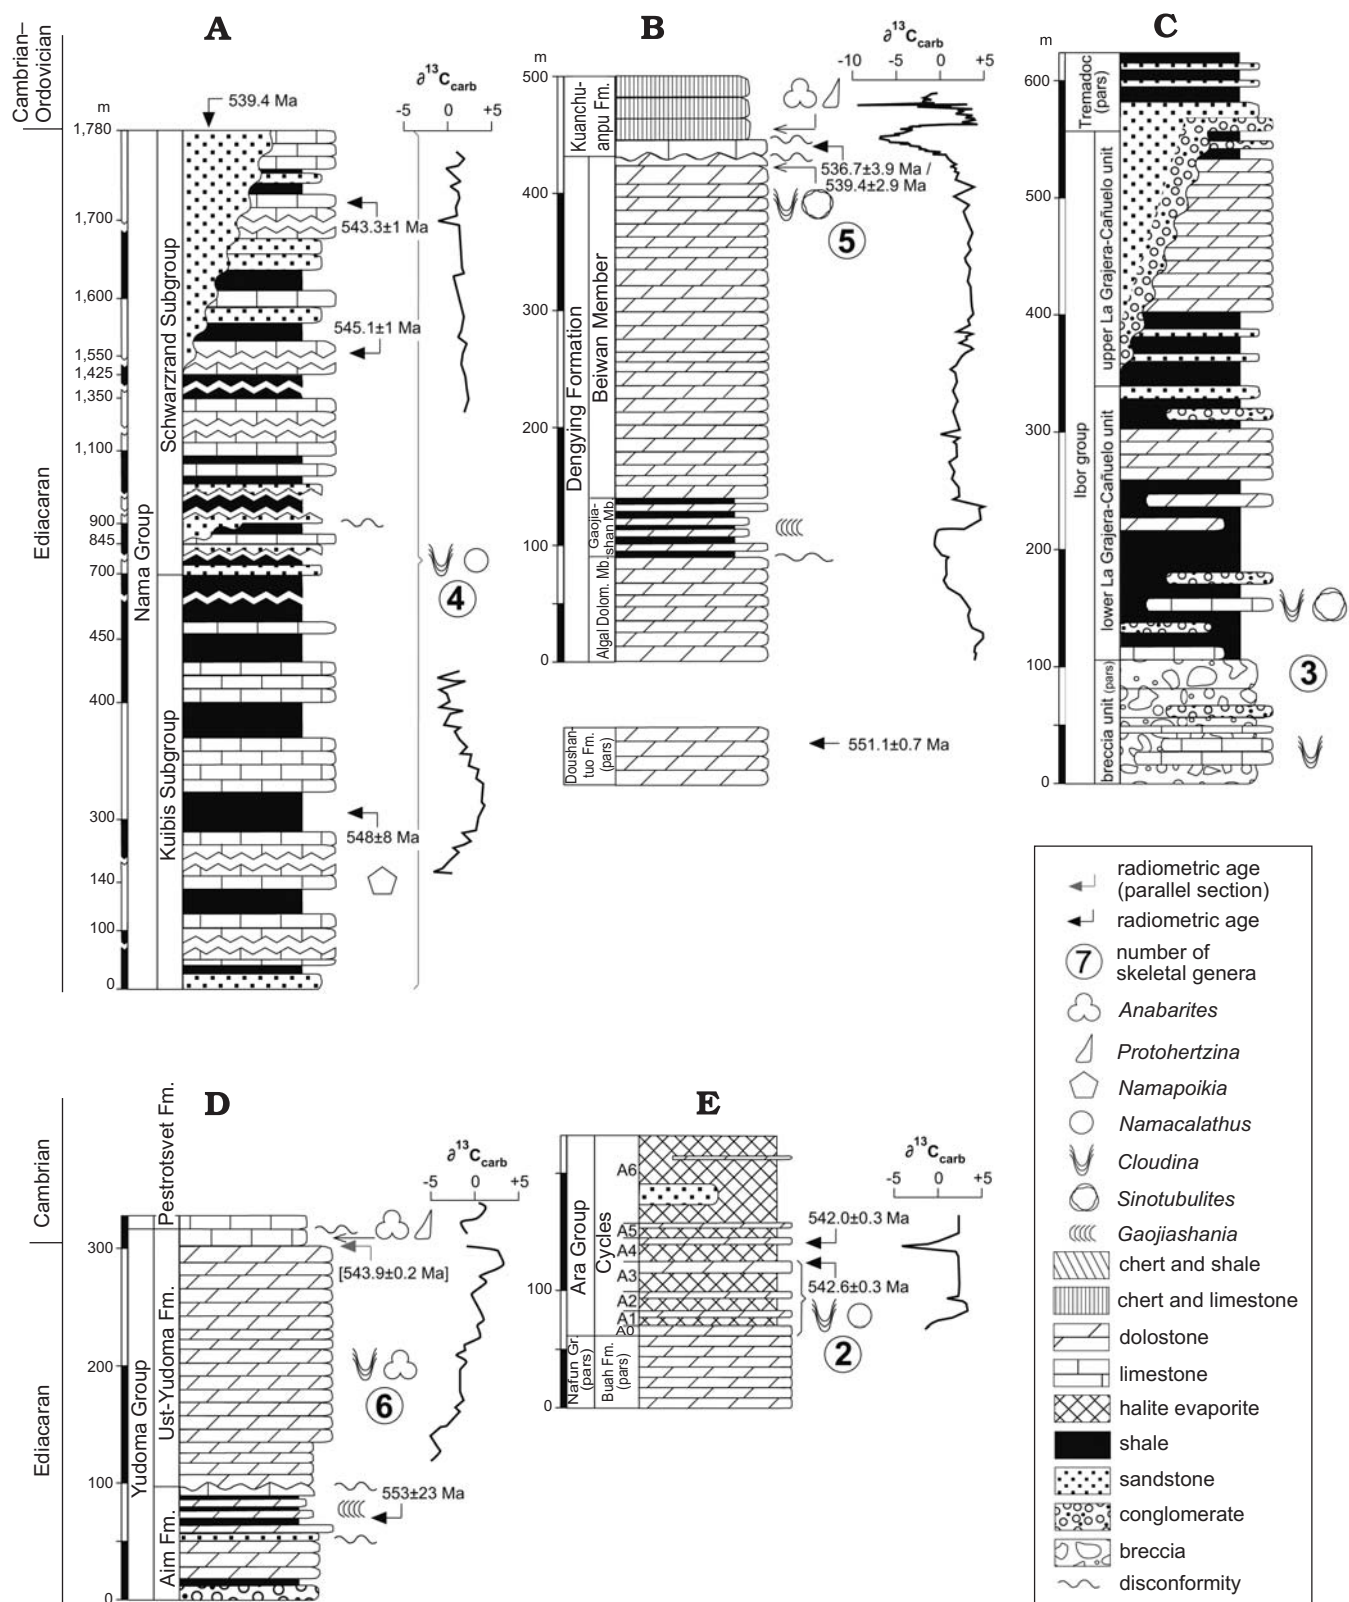 A
Cambrian–
Ordovician
Ediacaran
m
1,780
1,700
1,600
1,550
1,425
1,350
1,100
900
845
700
450
400
300
140
100
0
Nama Group
Schwarzrand Subgroup
Kuibis Subgroup
539.4 Ma
543.3±1 Ma
545.1±1 Ma
548±8 Ma
4
∂13Ccarb
-5 0 +5
B
m
500
400
300
200
100
0
Kuanchu-
anpu Fm.
Dengying Formation
Beiwan Member
Gaojia-
shan Mb.
Algal Dolom. Mb.
Doushan-
tuo Fm.
(pars)
536.7±3.9 Ma /
539.4±2.9 Ma
5
551.1±0.7 Ma
∂13Ccarb
-10 -5 0 +5
C
m
600
500
400
300
200
100
0
Tremadoc
(pars)
Ibor group
upper La Grajera-Cañuelo unit
lower La Grajera-Cañuelo unit
breccia unit (pars)
3
D
Cambrian
Ediacaran
300
200
100
0
Pestrotsvet Fm.
Yudoma Group
Ust-Yudoma Fm.
Aim Fm.
[543.9±0.2 Ma]
6
553±23 Ma
∂13Ccarb
-5 0 +5
E
100
0
Ara Group
Cycles
A6
A5
A4
A3
A2
A1
A0
Nafun Gr.
(pars)
Buah Fm.
(pars)
542.0±0.3 Ma
542.6±0.3 Ma
2
∂13Ccarb
-5 0 +5
radiometric age
(parallel section)
radiometric age
7
number of
skeletal genera
Anabarites
Protohertzina
Namapoikia
Namacalathus
Cloudina
Sinotubulites
Gaojiashania
chert and shale
chert and limestone
dolostone
limestone
halite evaporite
shale
sandstone
conglomerate
breccia
disconformity